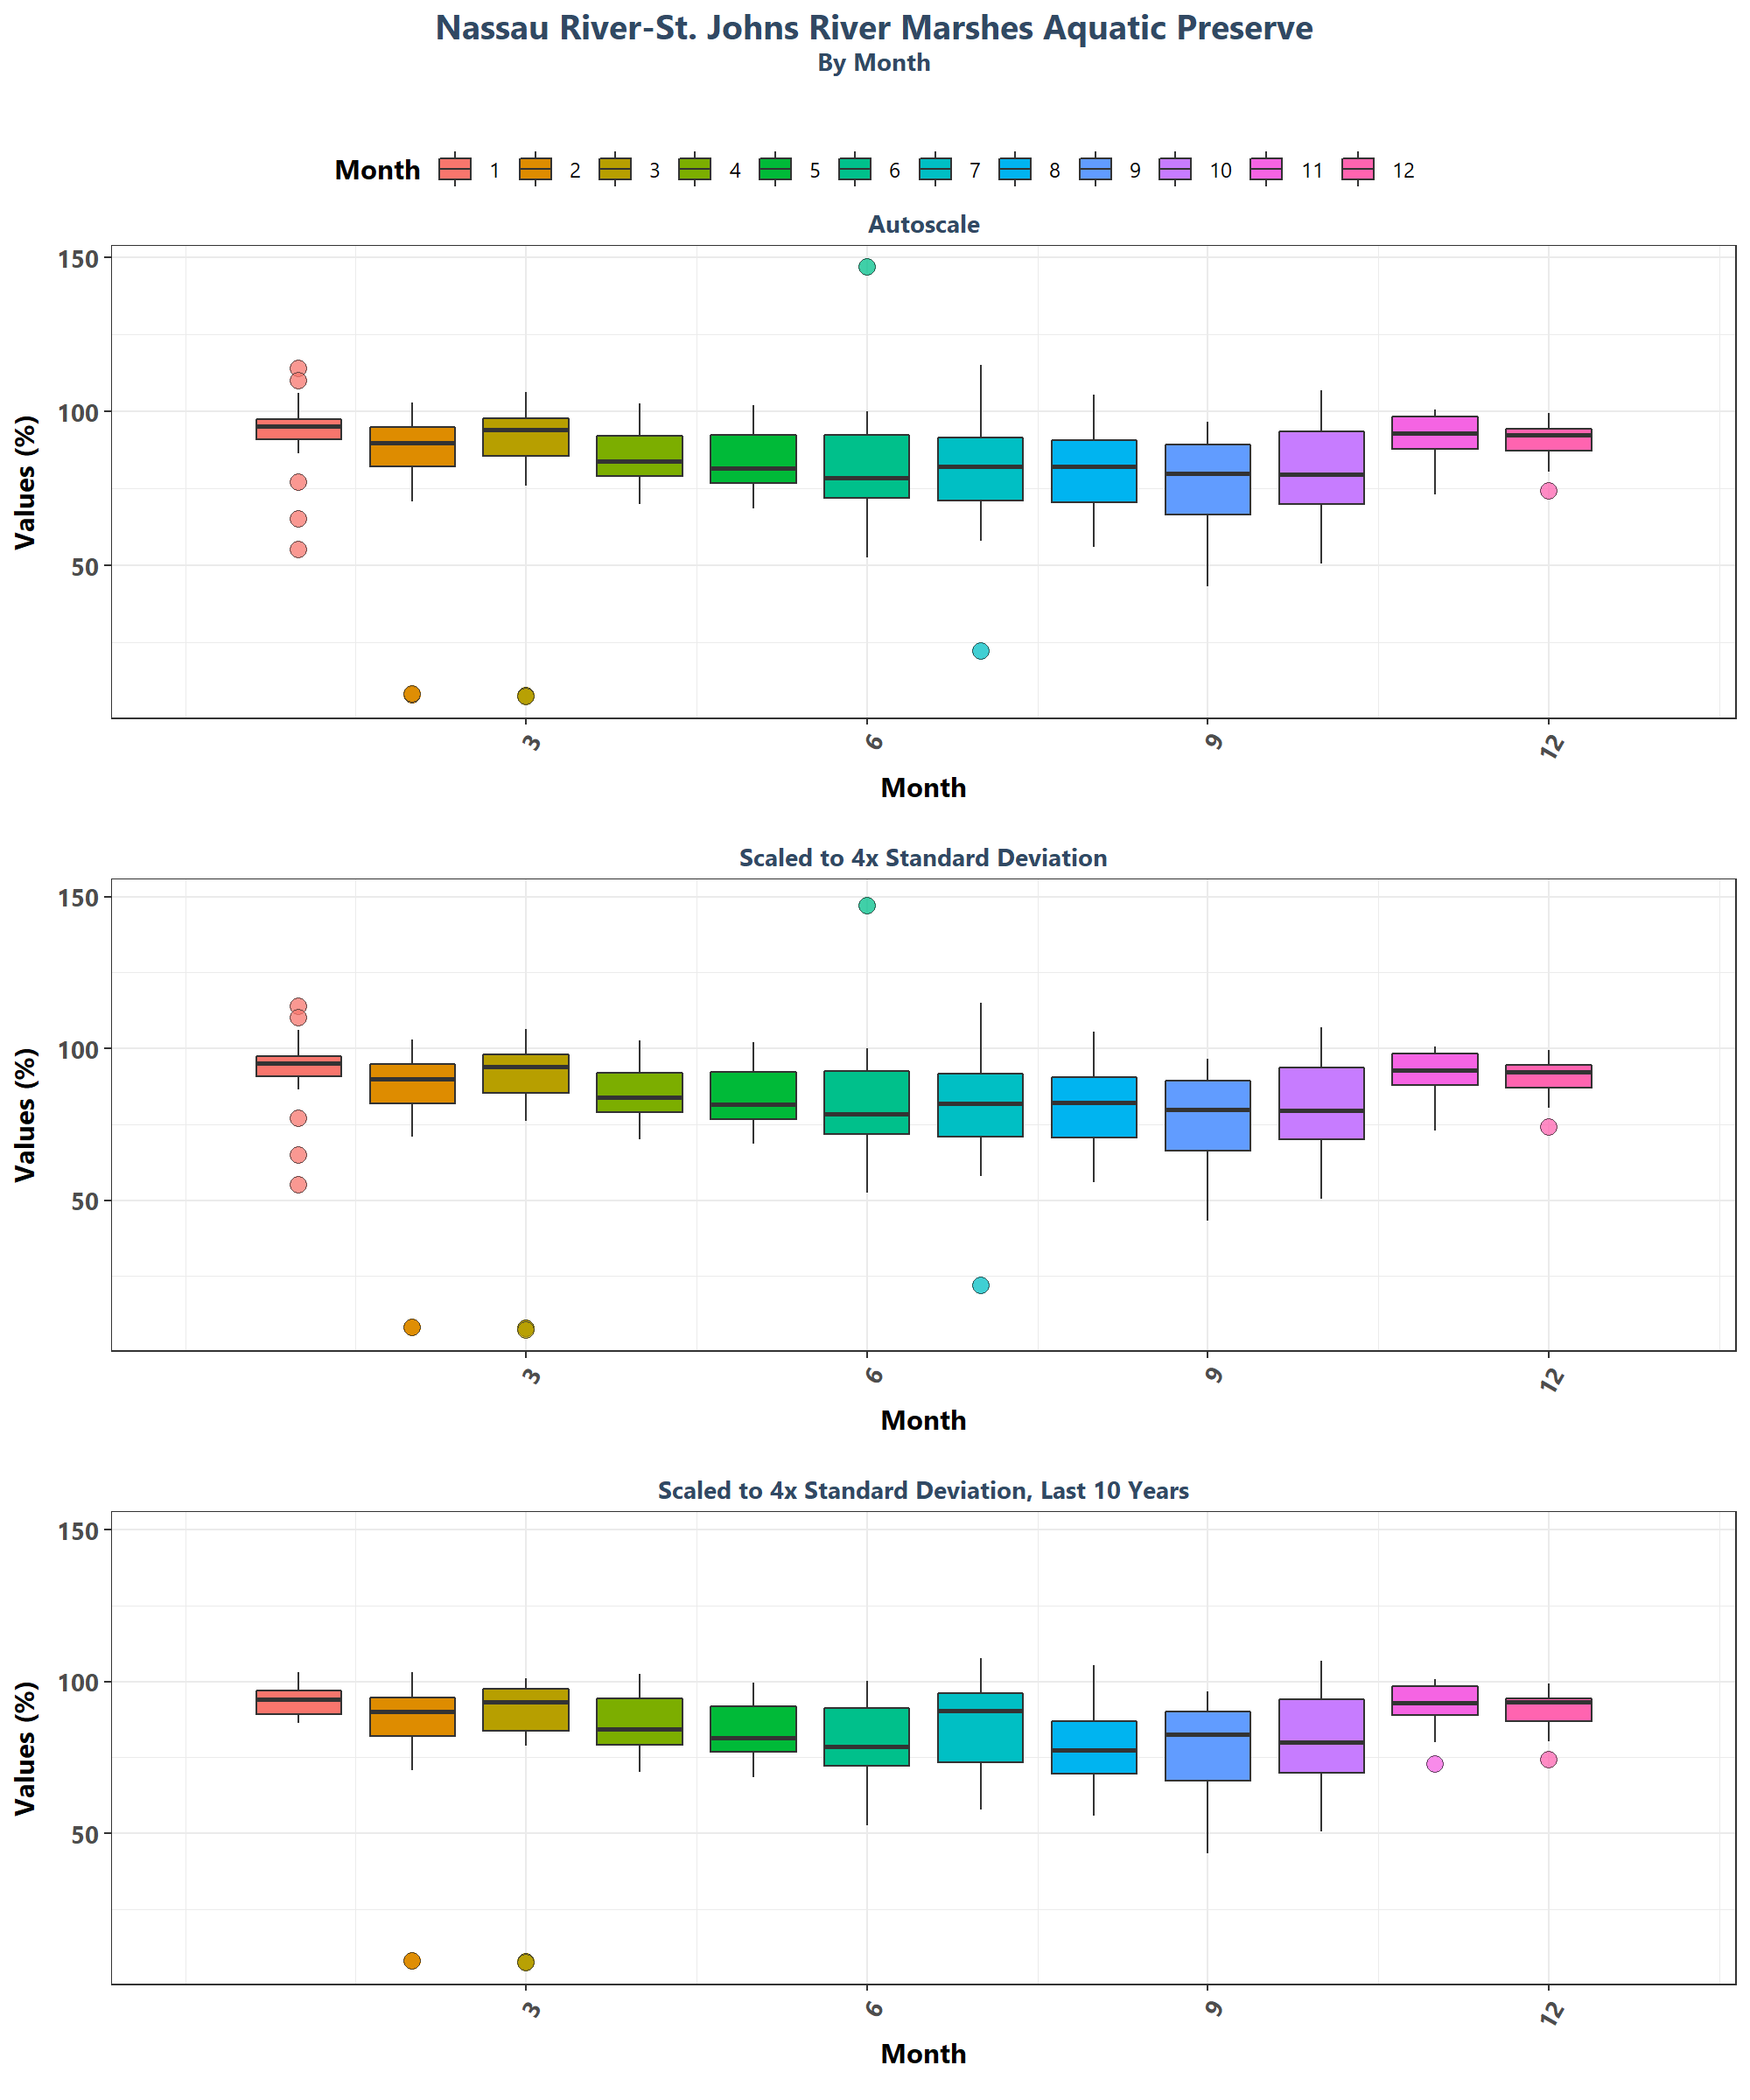 Nassau River-St. Johns River Marshes Aquatic Preserve
By Month
Month 1 2 3 4 5 6 7 8 9 10 11 12
Autoscale
Values (%)
150
100
50
3 6 9 12
Month
Scaled to 4x Standard Deviation
Values (%)
150
100
50
3 6 9 12
Month
Scaled to 4x Standard Deviation, Last 10 Years
Values (%)
150
100
50
3 6 9 12
Month